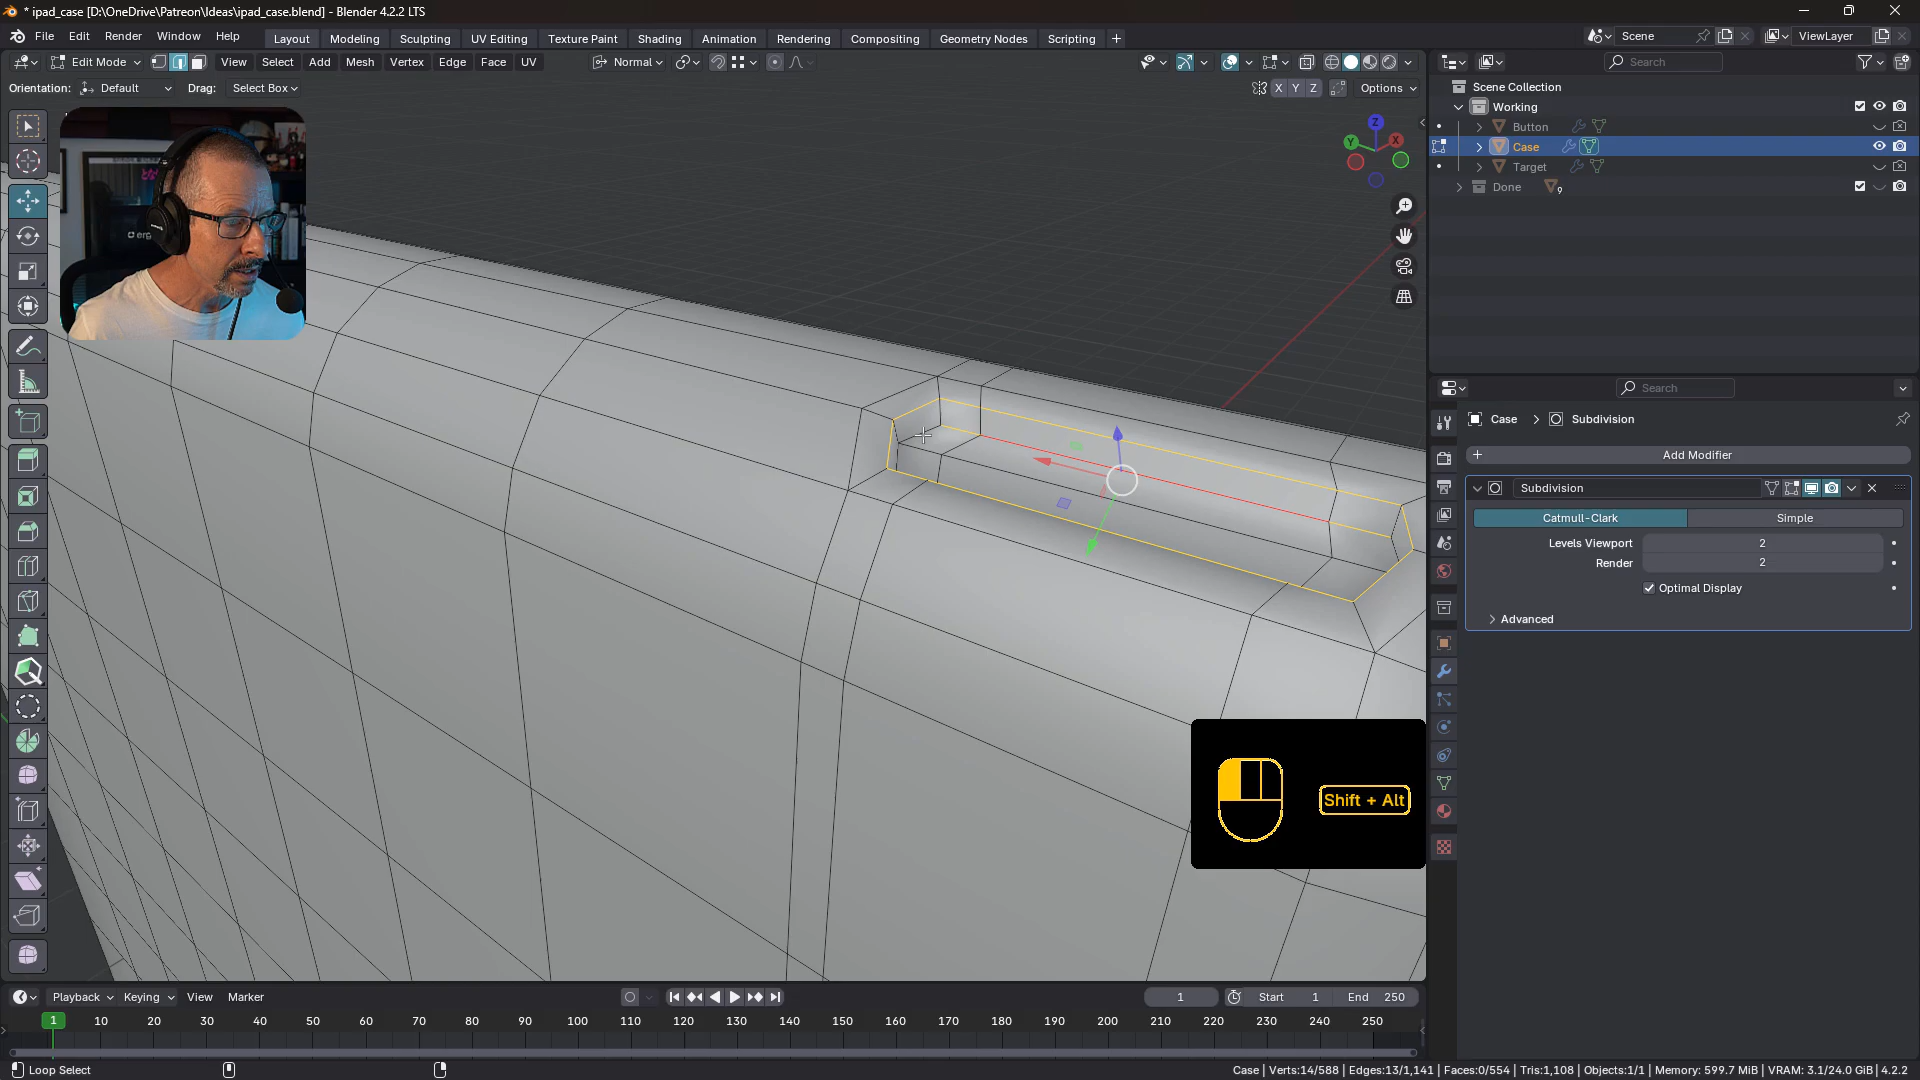 * ipad_case [D:\OneDrive\Patreon\Ideas\ipad_case.blend] - Blender 4.2.2 LTS
File Edit Render Window Help Layout Modeling Sculpting UV Editing Texture Paint Shading Animation Rendering Compositing Geometry Nodes Scripting + Scene ViewLayer
Edit Mode View Select Add Mesh Vertex Edge Face UV Normal Search
Orientation: Default Drag: Select Box X Y Z Options
Scene Collection
Working
Button
Case
Target
Done 9
Z
Y X
Search
Case > Subdivision
+ Add Modifier
Subdivision
Catmull-Clark Simple
Levels Viewport 2
Render 2
Optimal Display
Advanced
Shift + Alt
Playback Keying View Marker 1 Start 1 End 250
1 10 20 30 40 50 60 70 80 90 100 110 120 130 140 150 160 170 180 190 200 210 220 230 240 250
Loop Select
Case | Verts:14/588 | Edges:13/1,141 | Faces:0/554 | Tris:1,108 | Objects:1/1 | Memory: 599.7 MiB | VRAM: 3.1/24.0 GiB | 4.2.2